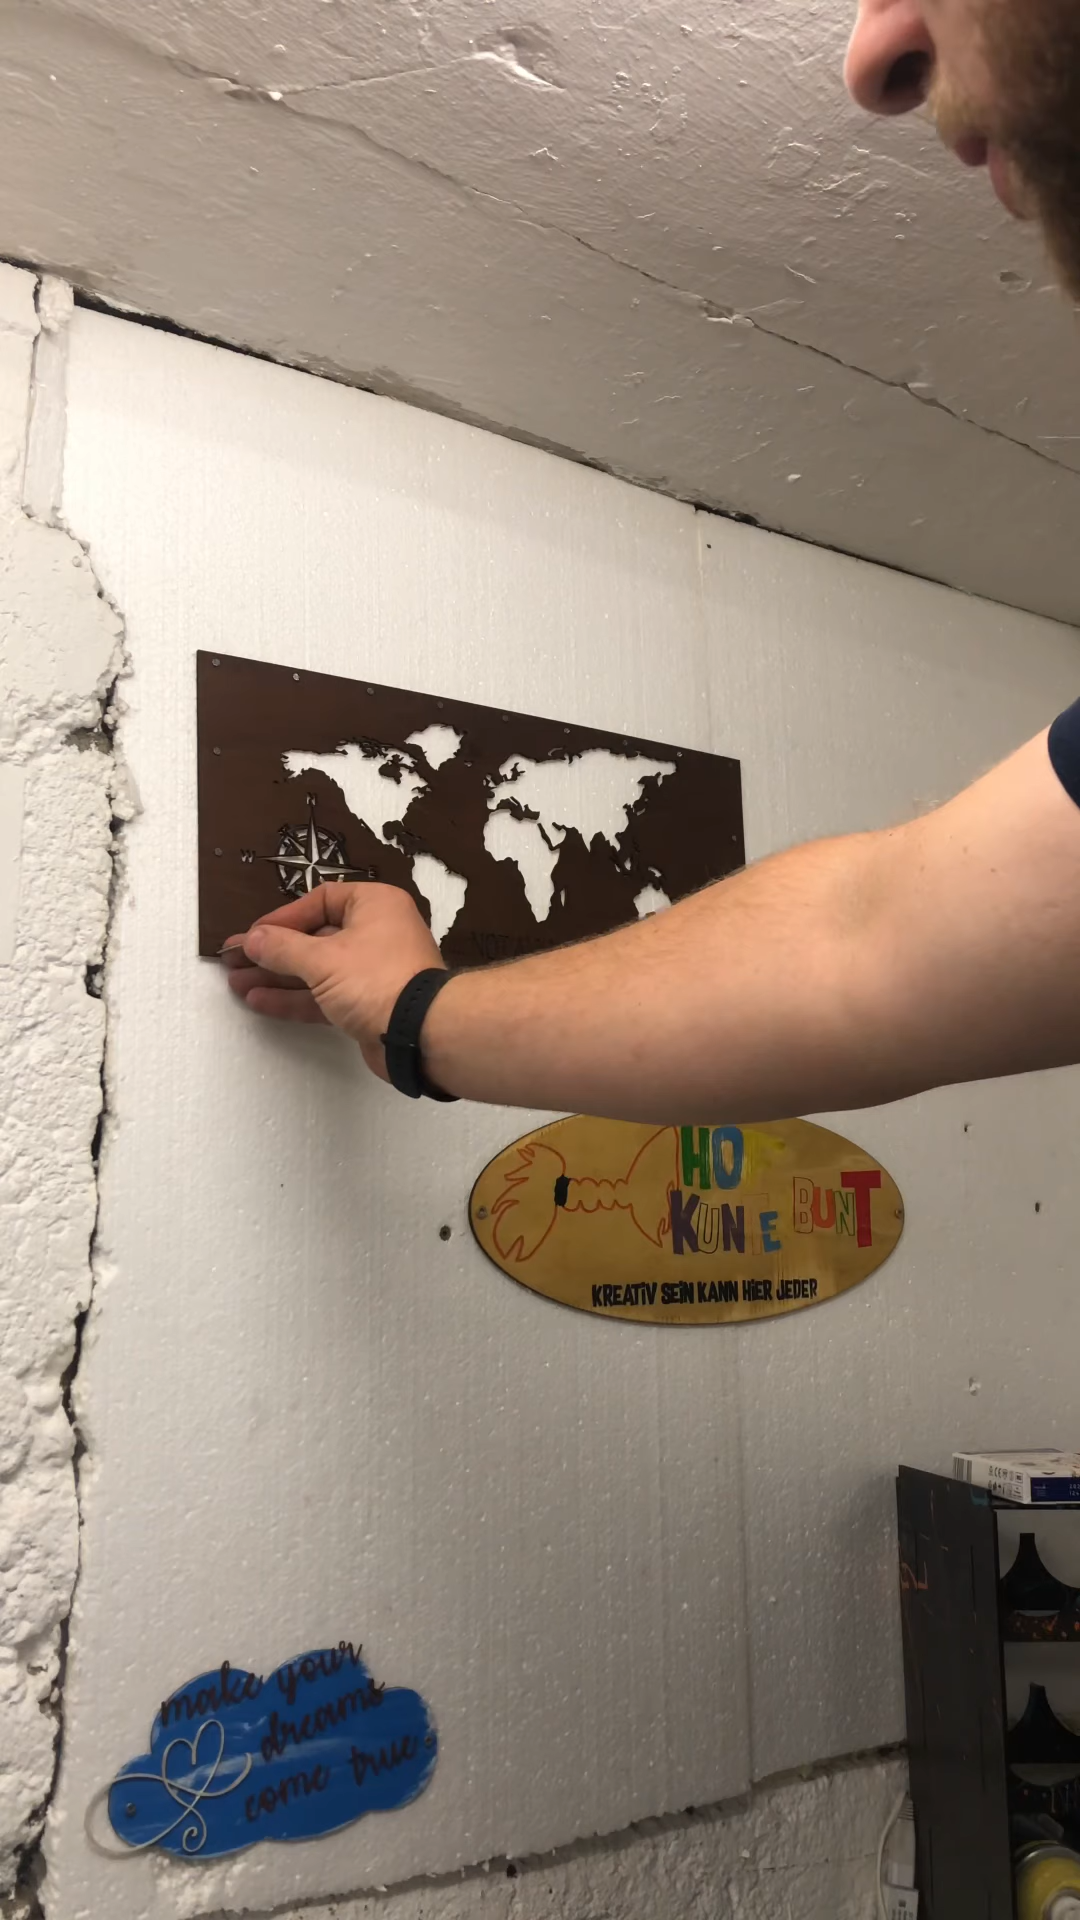 N
W
E
HOF
KUNTE BUNT
KREATIV SEIN KANN HIER JEDER
make your
dreams
come true